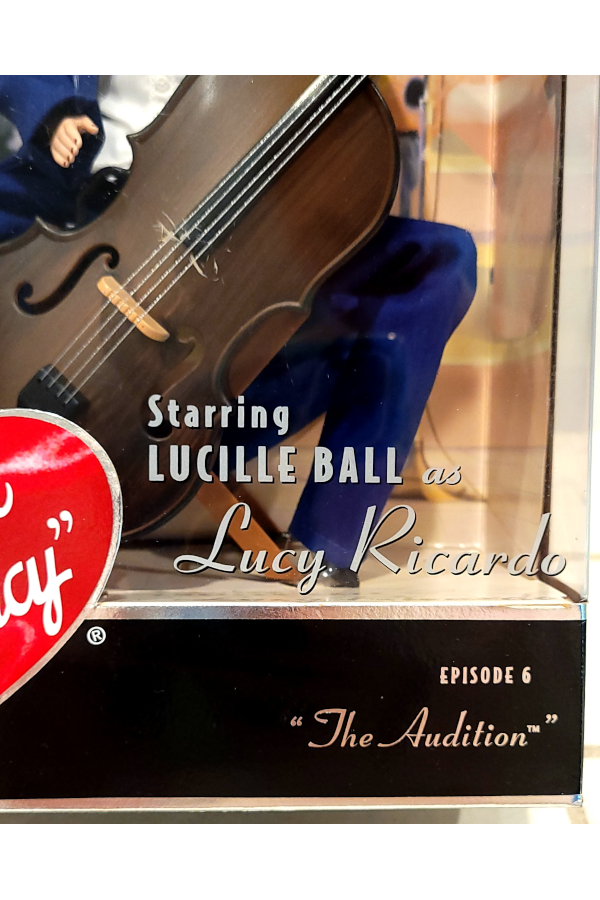 Starring
LUCILLE BALL as
Lucy Ricardo
®
EPISODE 6
“The Audition™”